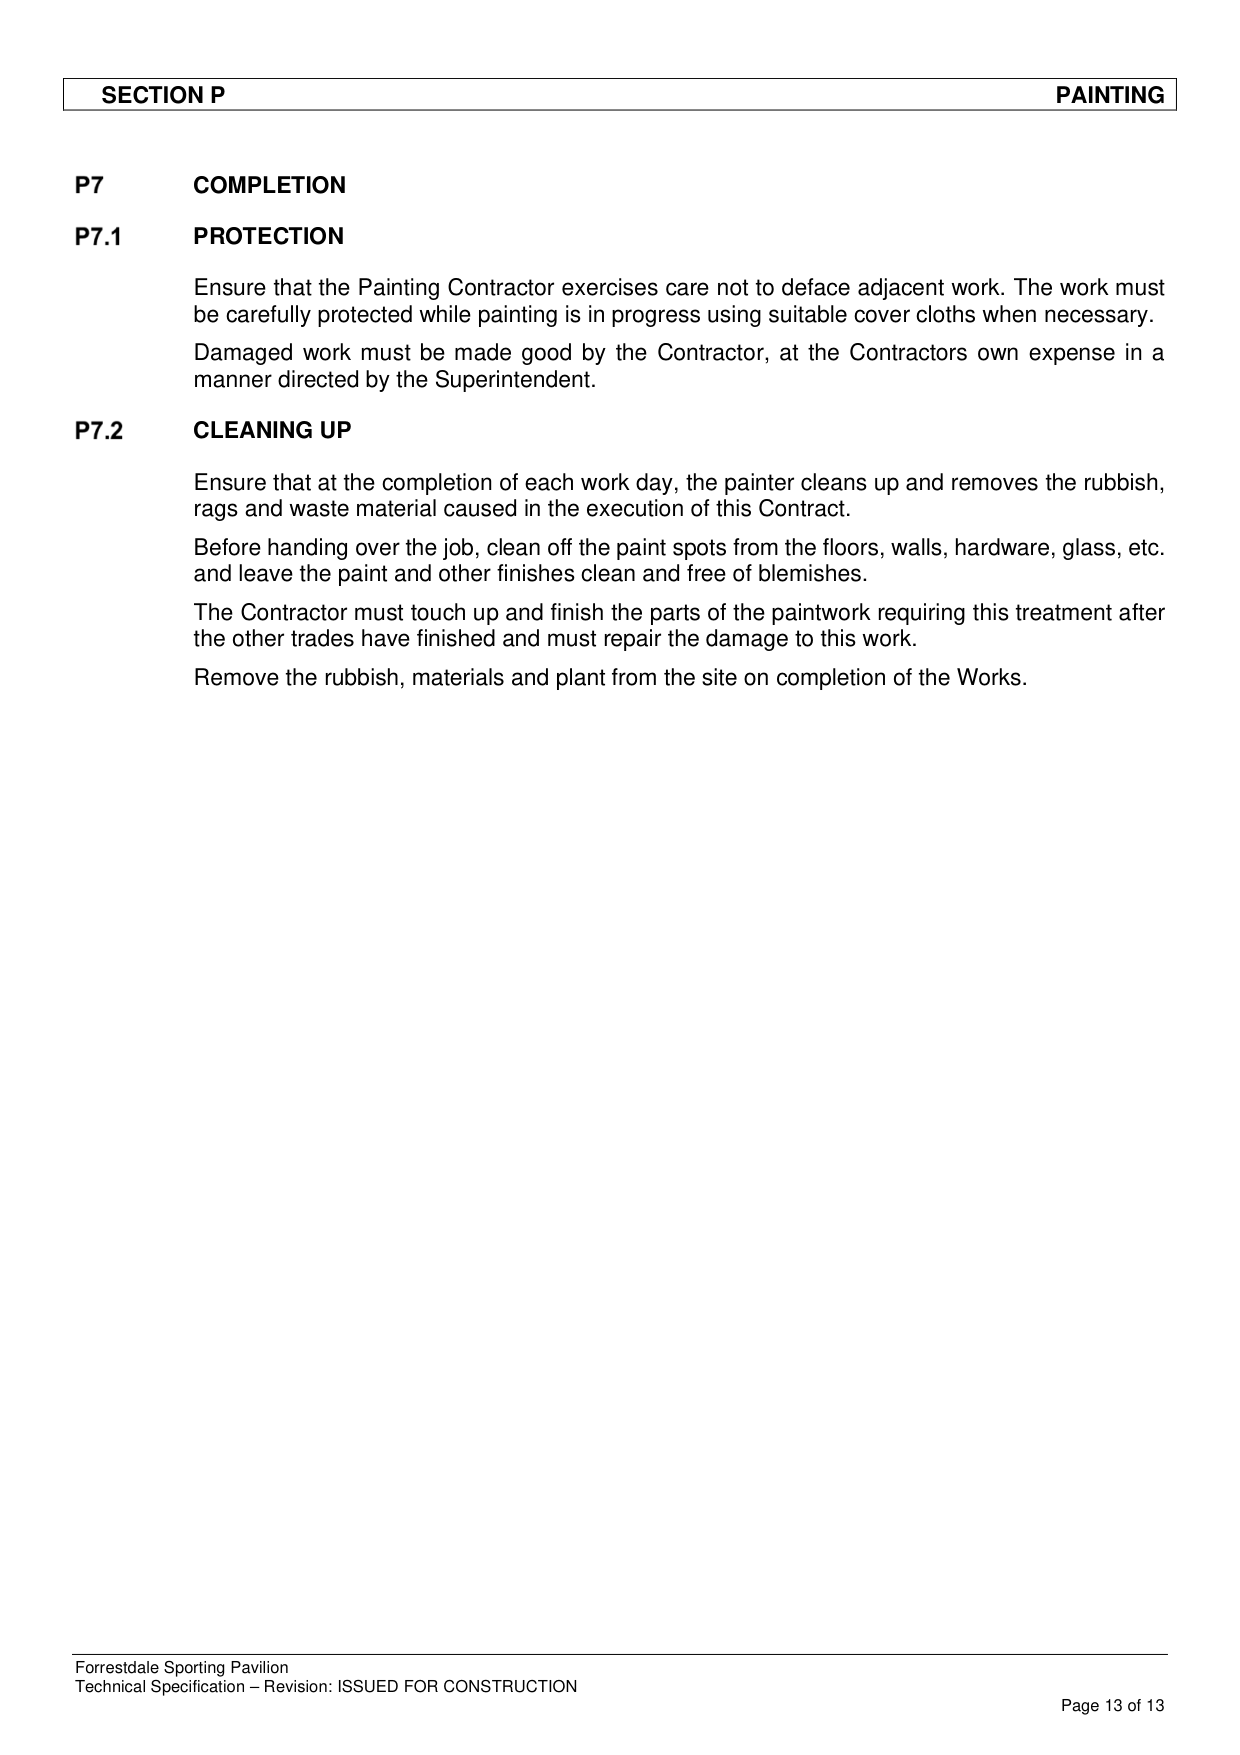 SECTION P PAINTING
P7 COMPLETION
P7.1 PROTECTION
Ensure that the Painting Contractor exercises care not to deface adjacent work. The work must
be carefully protected while painting is in progress using suitable cover cloths when necessary.
Damaged work must be made good by the Contractor, at the Contractors own expense in a
manner directed by the Superintendent.
P7.2 CLEANING UP
Ensure that at the completion of each work day, the painter cleans up and removes the rubbish,
rags and waste material caused in the execution of this Contract.
Before handing over the job, clean off the paint spots from the floors, walls, hardware, glass, etc.
and leave the paint and other finishes clean and free of blemishes.
The Contractor must touch up and finish the parts of the paintwork requiring this treatment after
the other trades have finished and must repair the damage to this work.
Remove the rubbish, materials and plant from the site on completion of the Works.
Forrestdale Sporting Pavilion
Technical Specification – Revision: ISSUED FOR CONSTRUCTION
Page 13 of 13